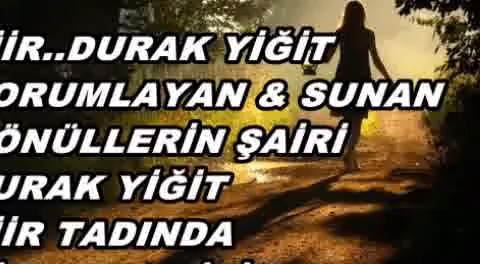 İİR..DURAK YİĞİT
ORUMLAYAN & SUNAN
ÖNÜLLERİN ŞAİRİ
URAK YİĞİT
İİR TADINDA